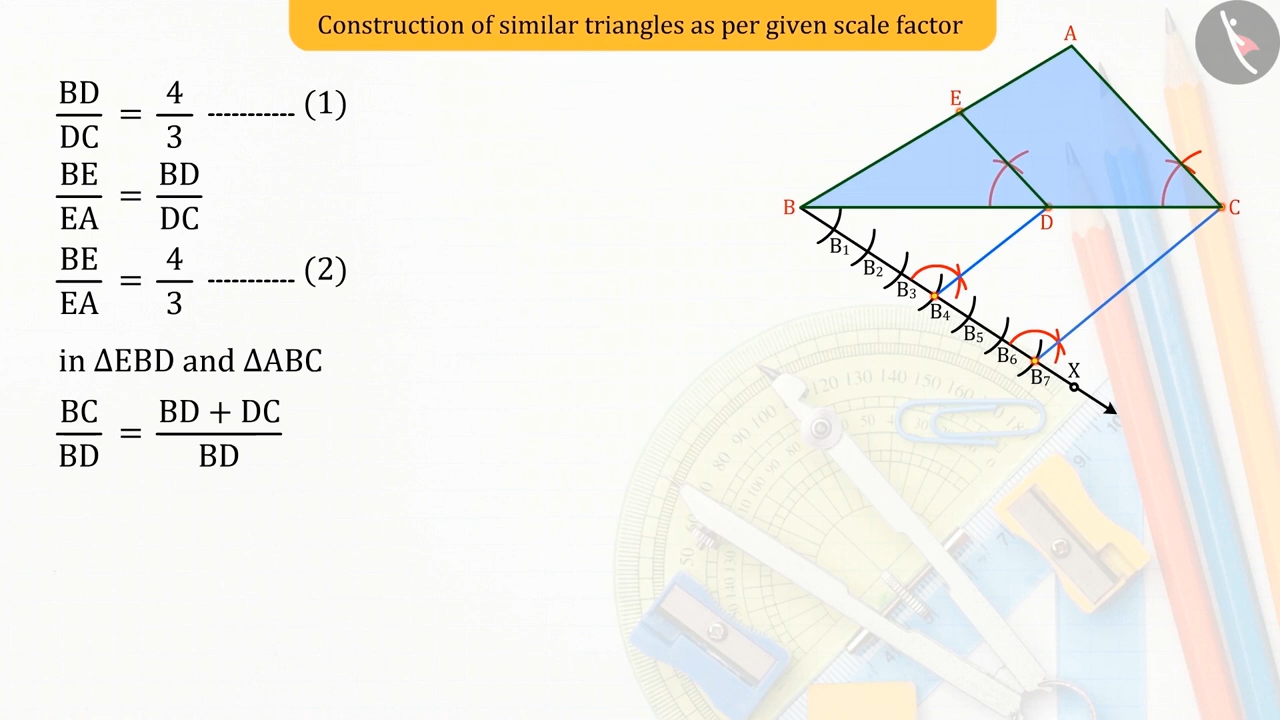 Construction of similar triangles as per given scale factor
BD/DC = 4/3 ----------- (1)
BE/EA = BD/DC
BE/EA = 4/3 ----------- (2)
in ΔEBD and ΔABC
BC/BD = BD + DC/BD
A
E
B
D
C
B₁
B₂
B₃
B₄
B₅
B₆
B₇
X